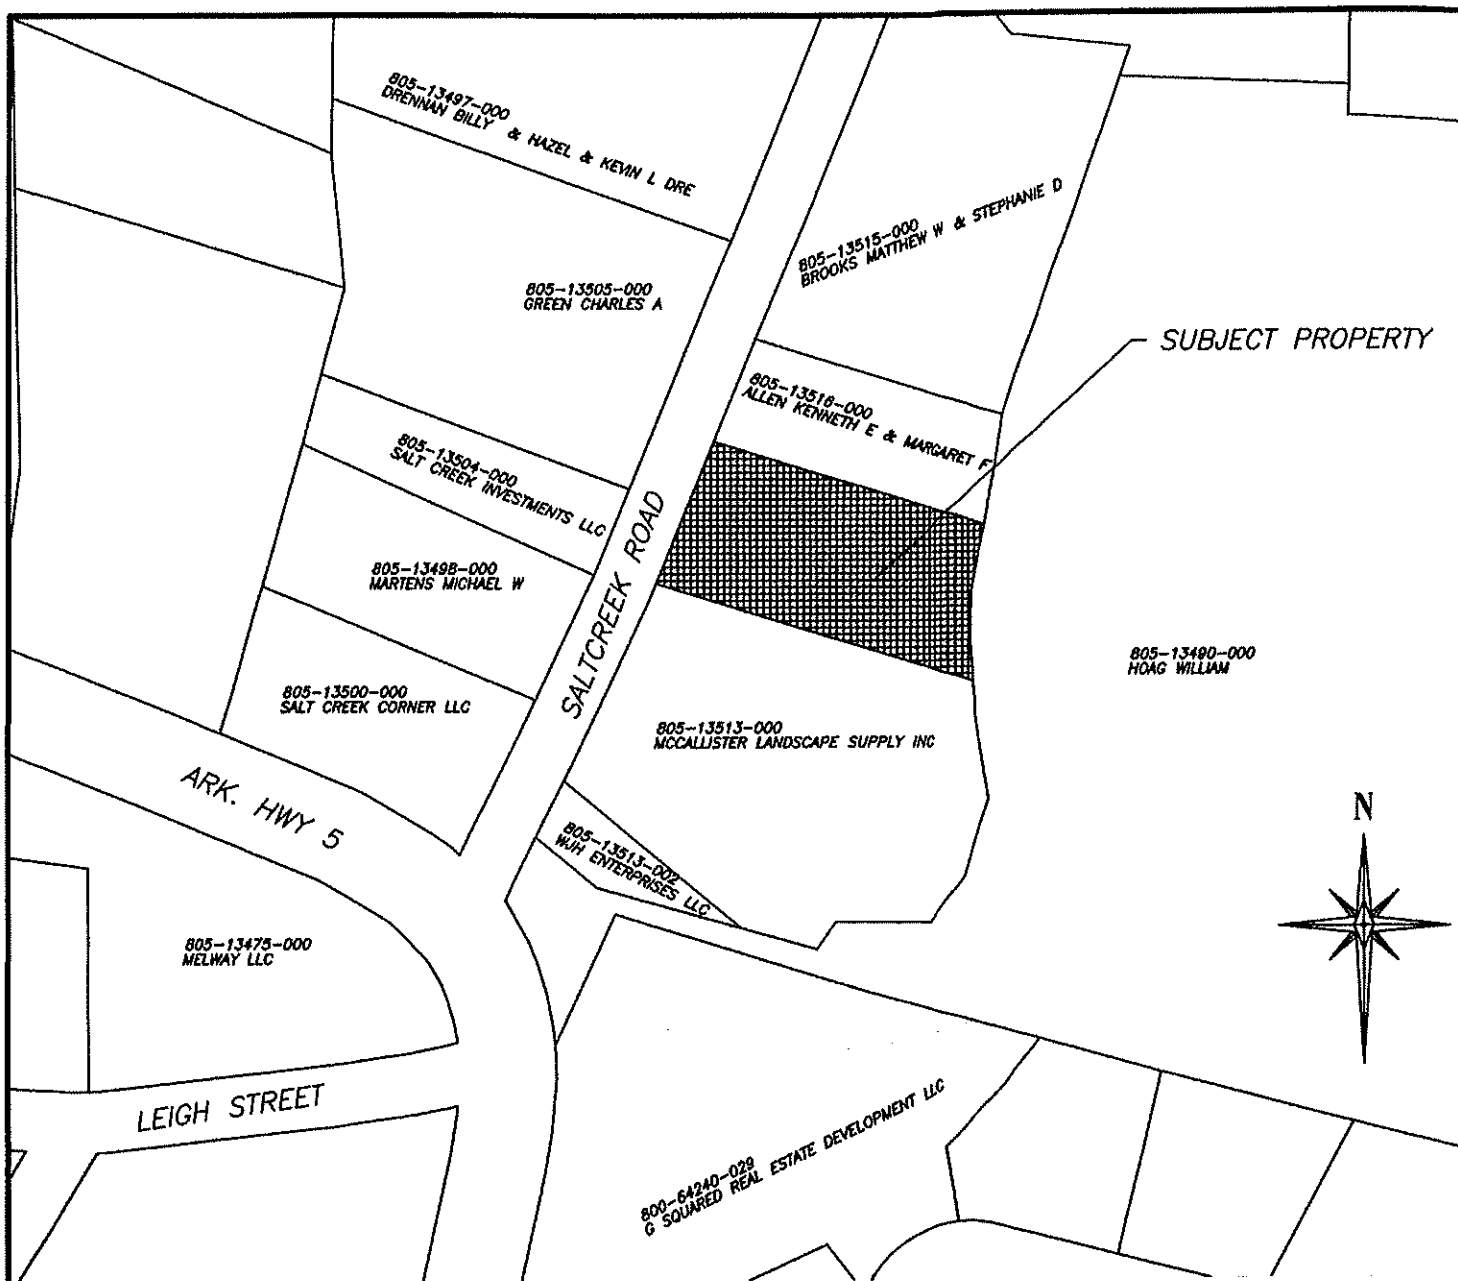 805-13497-000
DRENNAN BILLY & HAZEL & KEVIN L DRE
805-13515-000
BROOKS MATTHEW W & STEPHANIE D
805-13505-000
GREEN CHARLES A
SUBJECT PROPERTY
805-13516-000
ALLEN KENNETH E & MARGARET F
805-13504-000
SALT CREEK INVESTMENTS LLC
SALTCREEK ROAD
805-13498-000
MARTENS MICHAEL W
805-13490-000
HOAG WILLIAM
805-13500-000
SALT CREEK CORNER LLC
805-13513-000
MCCALLISTER LANDSCAPE SUPPLY INC
ARK. HWY 5
N
805-13513-002
WJH ENTERPRISES LLC
805-13475-000
MELWAY LLC
LEIGH STREET
800-64240-029
G SQUARED REAL ESTATE DEVELOPMENT LLC